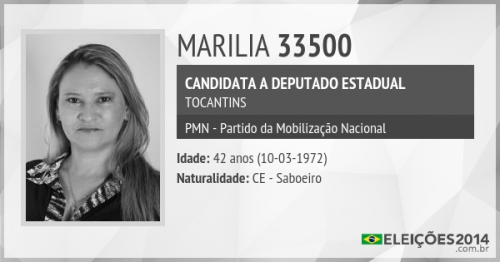 MARILIA 33500
CANDIDATA A DEPUTADO ESTADUAL
TOCANTINS
PMN - Partido da Mobilização Nacional
Idade: 42 anos (10-03-1972)
Naturalidade: CE - Saboeiro
ELEIÇÕES2014
.com.br